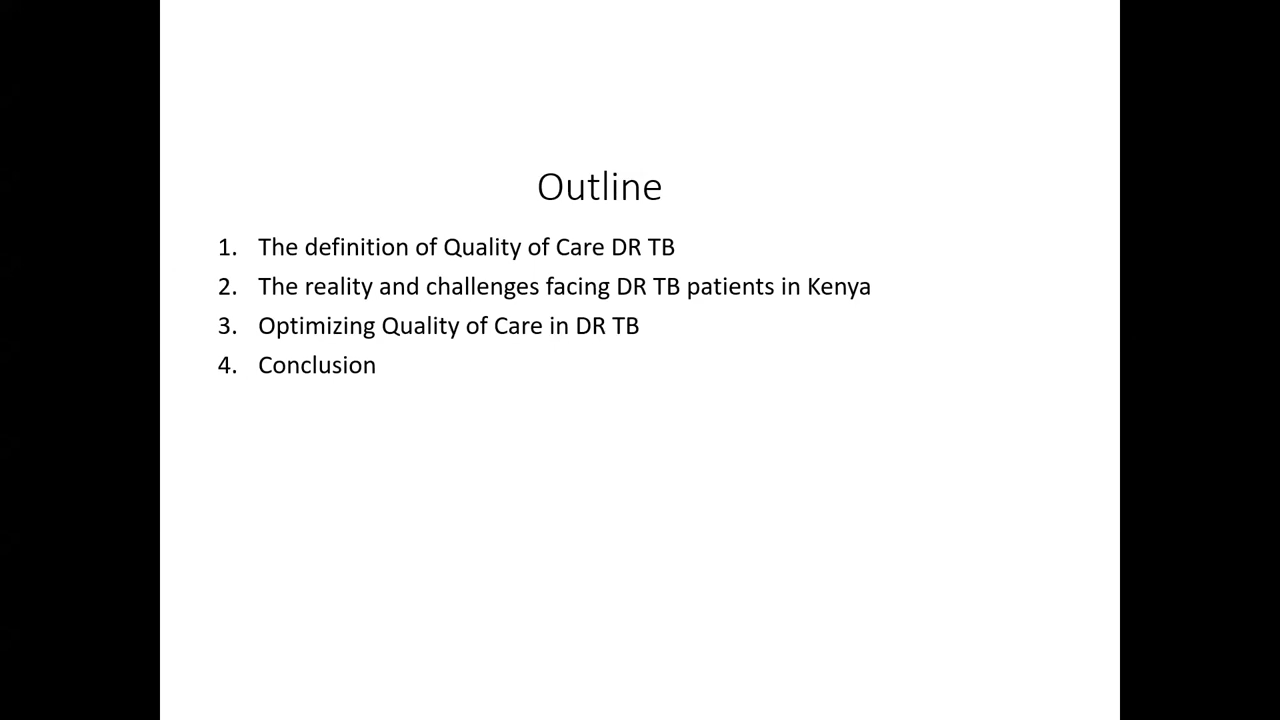 Outline
1. The definition of Quality of Care DR TB
2. The reality and challenges facing DR TB patients in Kenya
3. Optimizing Quality of Care in DR TB
4. Conclusion